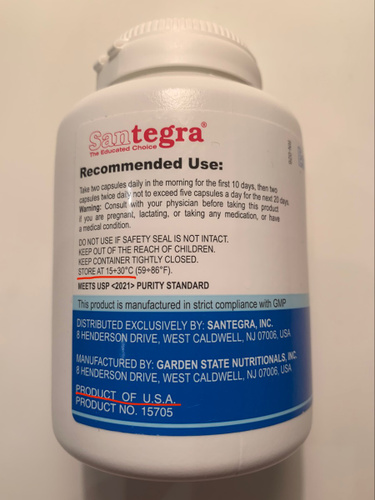 Santegra®
The Educated Choice
Recommended Use:
Take two capsules daily in the morning for the first 10 days, then two
capsules twice daily not to exceed five capsules a day for the next 20 days.
Warning: Consult with your physician before taking this product
if you are pregnant, lactating, or taking any medication, or have
a medical condition.
DO NOT USE IF SAFETY SEAL IS NOT INTACT.
KEEP OUT OF THE REACH OF CHILDREN.
KEEP CONTAINER TIGHTLY CLOSED.
STORE AT 15÷30°C (59÷86°F).
MEETS USP <2021> PURITY STANDARD
This product is manufactured in strict compliance with GMP
DISTRIBUTED EXCLUSIVELY BY: SANTEGRA, INC.
8 HENDERSON DRIVE, WEST CALDWELL, NJ 07006, USA
MANUFACTURED BY: GARDEN STATE NUTRITIONALS, INC.
8 HENDERSON DRIVE, WEST CALDWELL, NJ 07006, USA
PRODUCT OF U.S.A.
PRODUCT NO. 15705